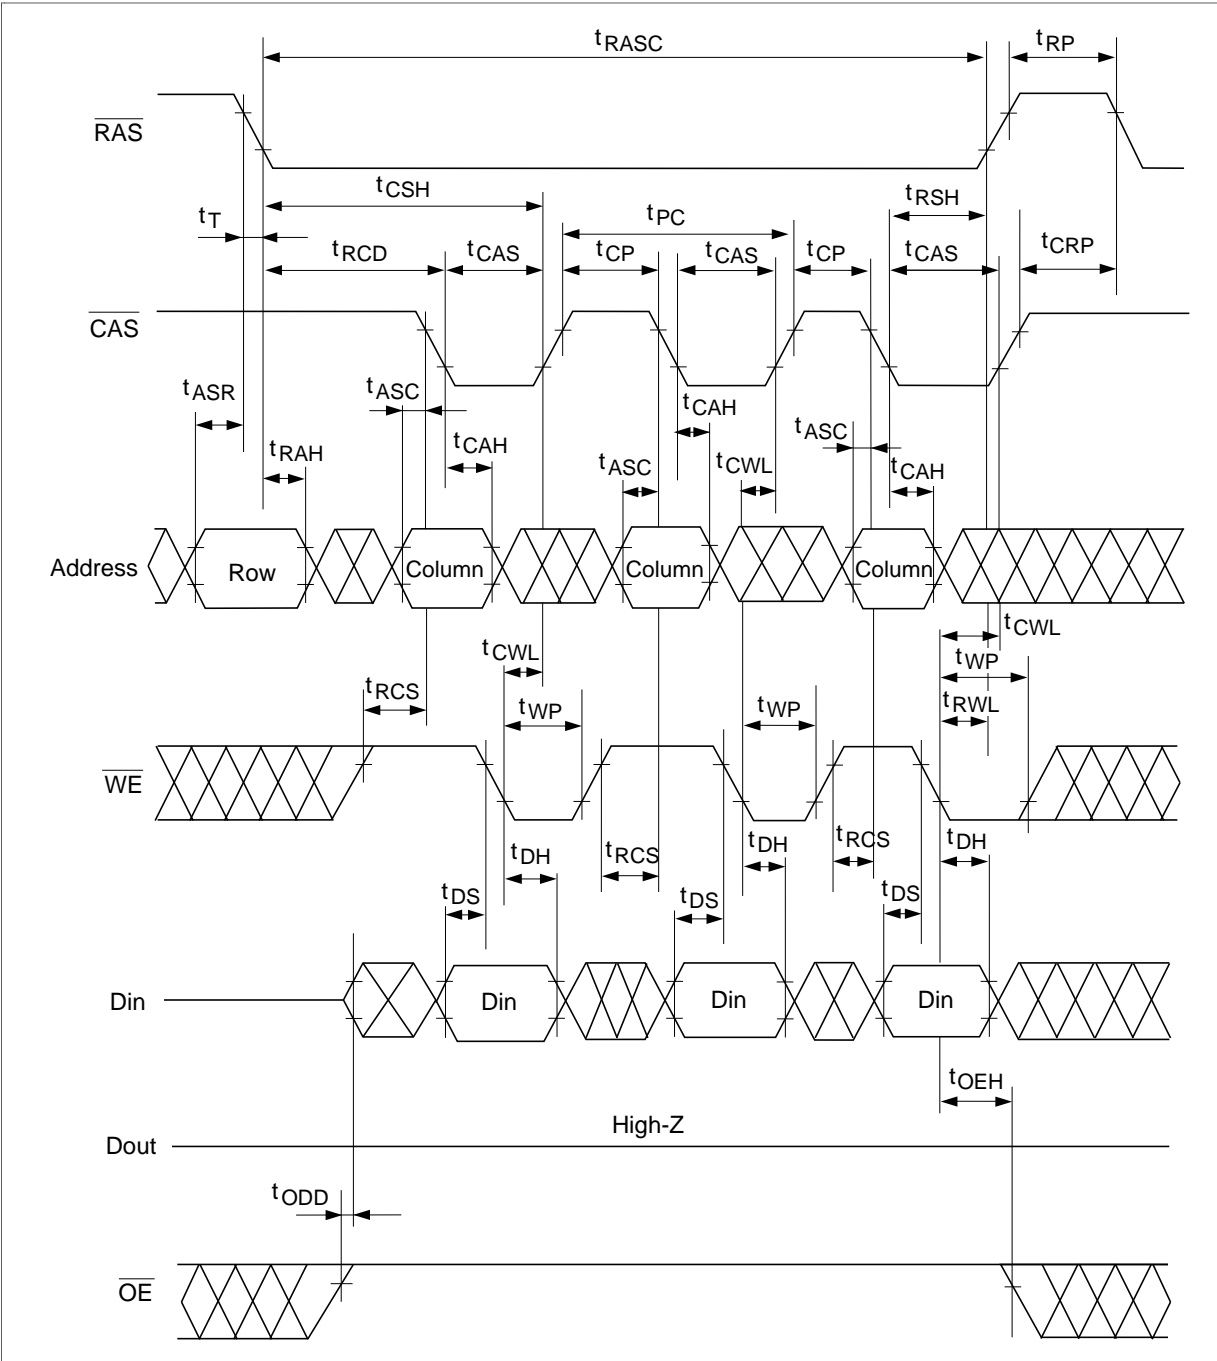 tRASC tRP
RAS
tCSH tRSH
tT tPC
tRCD tCAS tCP tCAS tCP tCAS tCRP
CAS
tASR tASC tCAH tASC
tRAH tCAH tASC tCWL tCAH
Address Row Column Column Column
tCWL tCWL
tWP
tRCS tWP tWP tRWL
WE
tDH tRCS tDH tRCS tDH
tDS tDS tDS
Din Din Din Din
tOEH
High-Z
Dout
tODD
OE